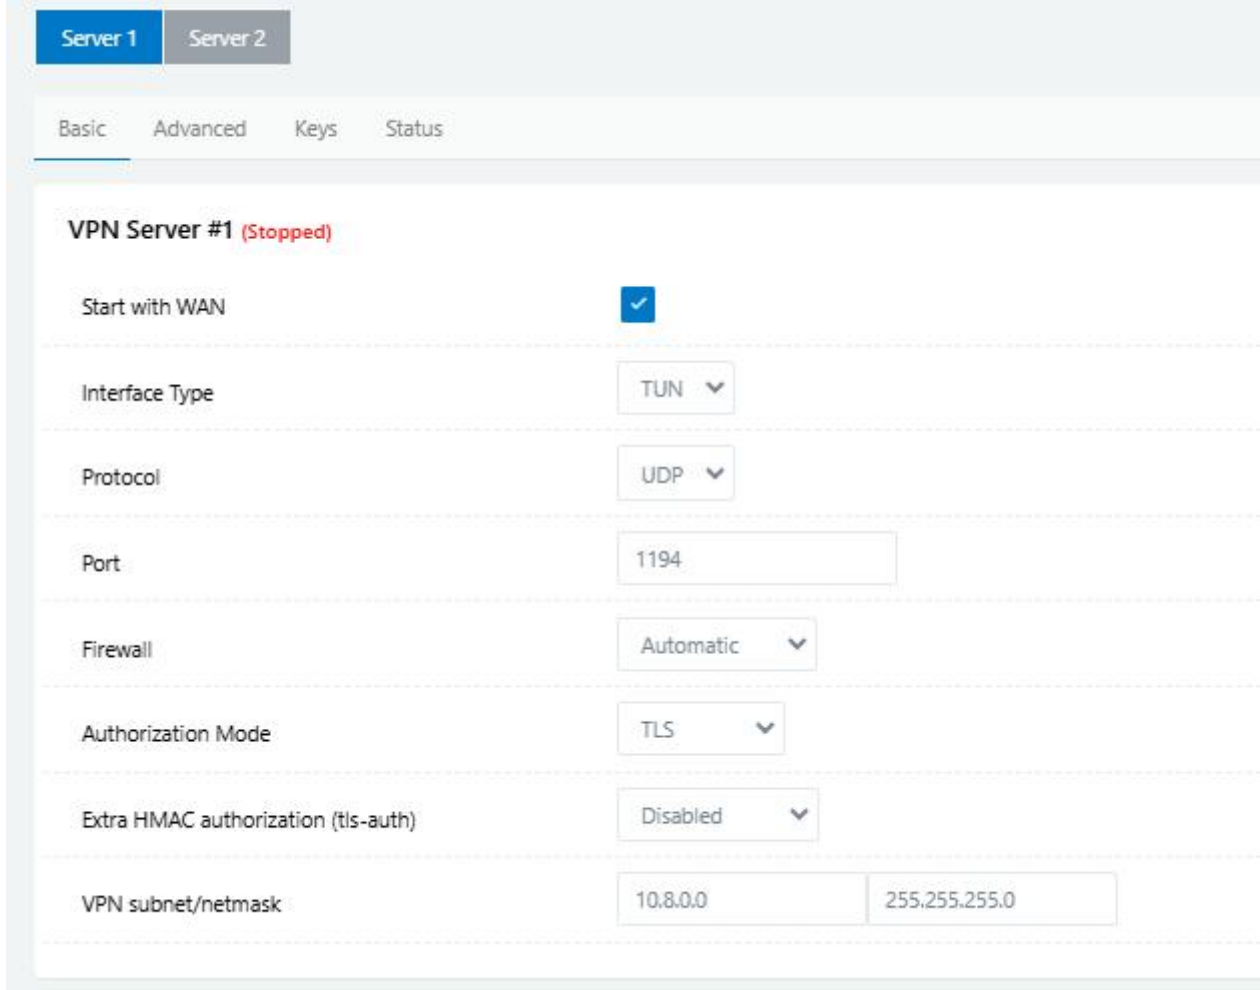 Server 1 Server 2
Basic Advanced Keys Status
VPN Server #1 (Stopped)
Start with WAN
Interface Type TUN
Protocol UDP
Port 1194
Firewall Automatic
Authorization Mode TLS
Extra HMAC authorization (tls-auth) Disabled
VPN subnet/netmask 10.8.0.0 255.255.255.0